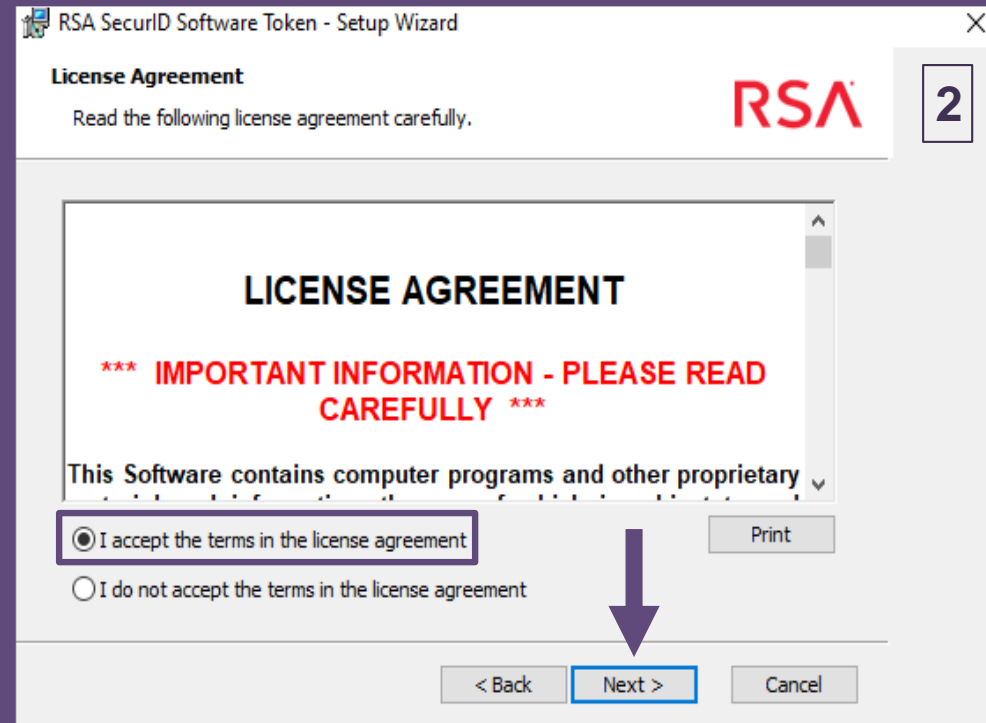 RSA SecurID Software Token - Setup Wizard
License Agreement
Read the following license agreement carefully.
RSA
2
LICENSE AGREEMENT
*** IMPORTANT INFORMATION - PLEASE READ
CAREFULLY ***
This Software contains computer programs and other proprietary
I accept the terms in the license agreement
Print
I do not accept the terms in the license agreement
< Back
Next >
Cancel